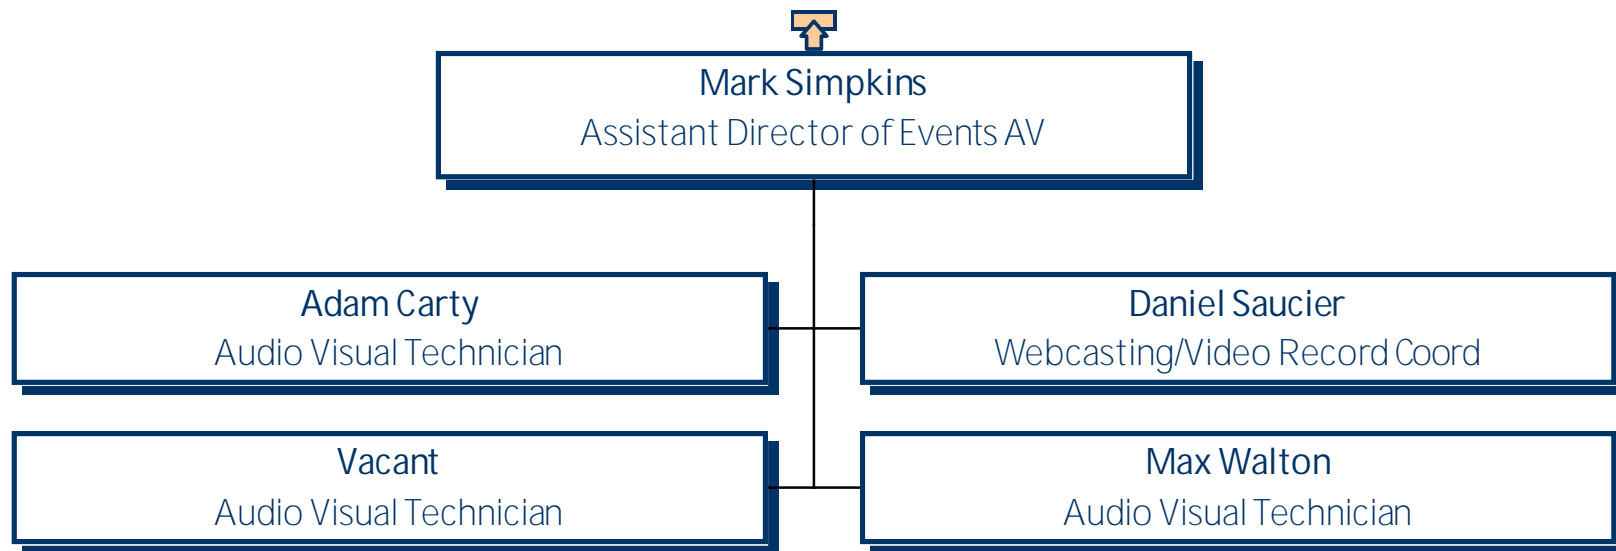 Mark Simpkins
Assistant Director of Events AV
Adam Carty
Audio Visual Technician
Daniel Saucier
Webcasting/Video Record Coord
Vacant
Audio Visual Technician
Max Walton
Audio Visual Technician